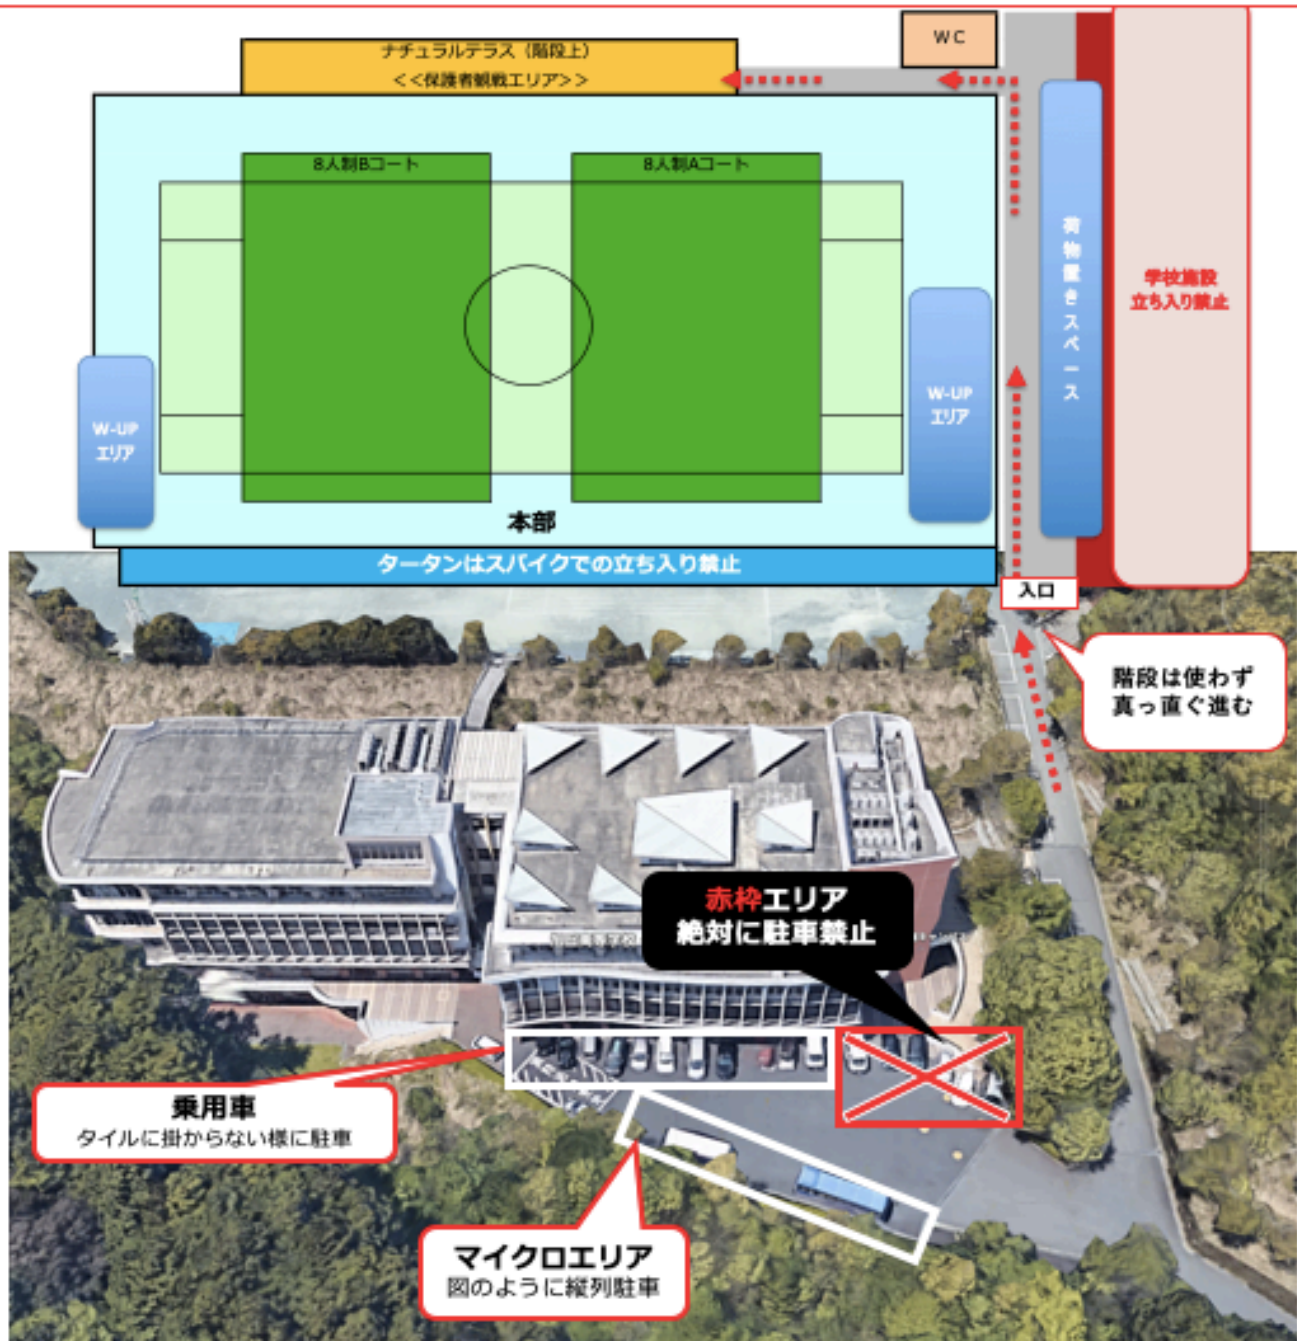 WC
ナチュラルテラス（階段上）
<<保護者観戦エリア>>
8人制Bコート
8人制Aコート
荷物置きスペース
学校施設
立ち入り禁止
W-UP
エリア
W-UP
エリア
本部
タータンはスパイクでの立ち入り禁止
入口
階段は使わず
真っ直ぐ進む
赤枠エリア
絶対に駐車禁止
乗用車
タイルに掛からない様に駐車
マイクロエリア
図のように縦列駐車